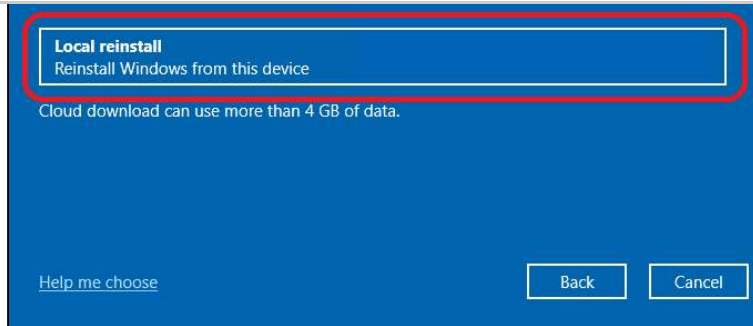 Local reinstall
Reinstall Windows from this device
Cloud download can use more than 4 GB of data.
Help me choose
Back
Cancel